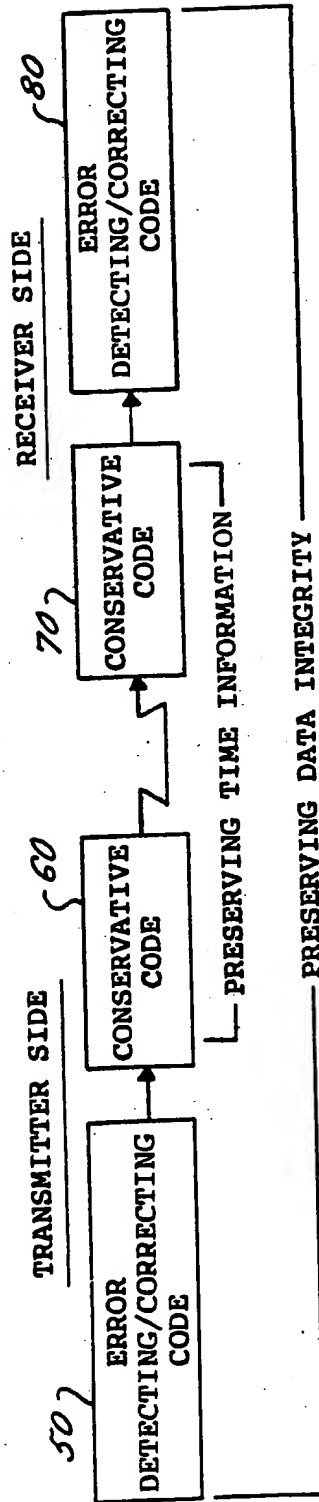 TRANSMITTER SIDE
RECEIVER SIDE
50
ERROR
DETECTING/CORRECTING
CODE
60
CONSERVATIVE
CODE
70
CONSERVATIVE
CODE
80
ERROR
DETECTING/CORRECTING
CODE
PRESERVING TIME INFORMATION
PRESERVING DATA INTEGRITY